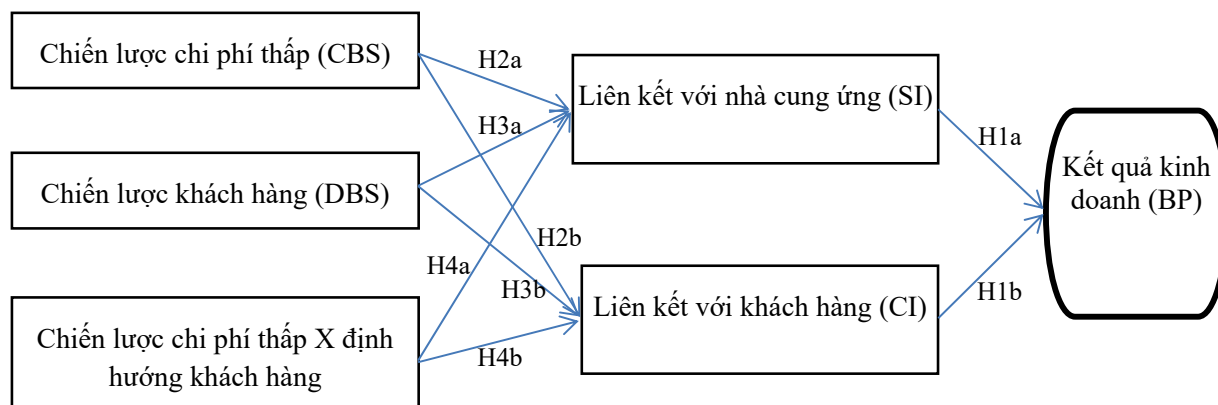 Chiến lược chi phí thấp (CBS)
Chiến lược khách hàng (DBS)
Chiến lược chi phí thấp X định
hướng khách hàng
H2a
H3a
H2b
H4a
H3b
H4b
Liên kết với nhà cung ứng (SI)
Liên kết với khách hàng (CI)
H1a
H1b
Kết quả kinh
doanh (BP)